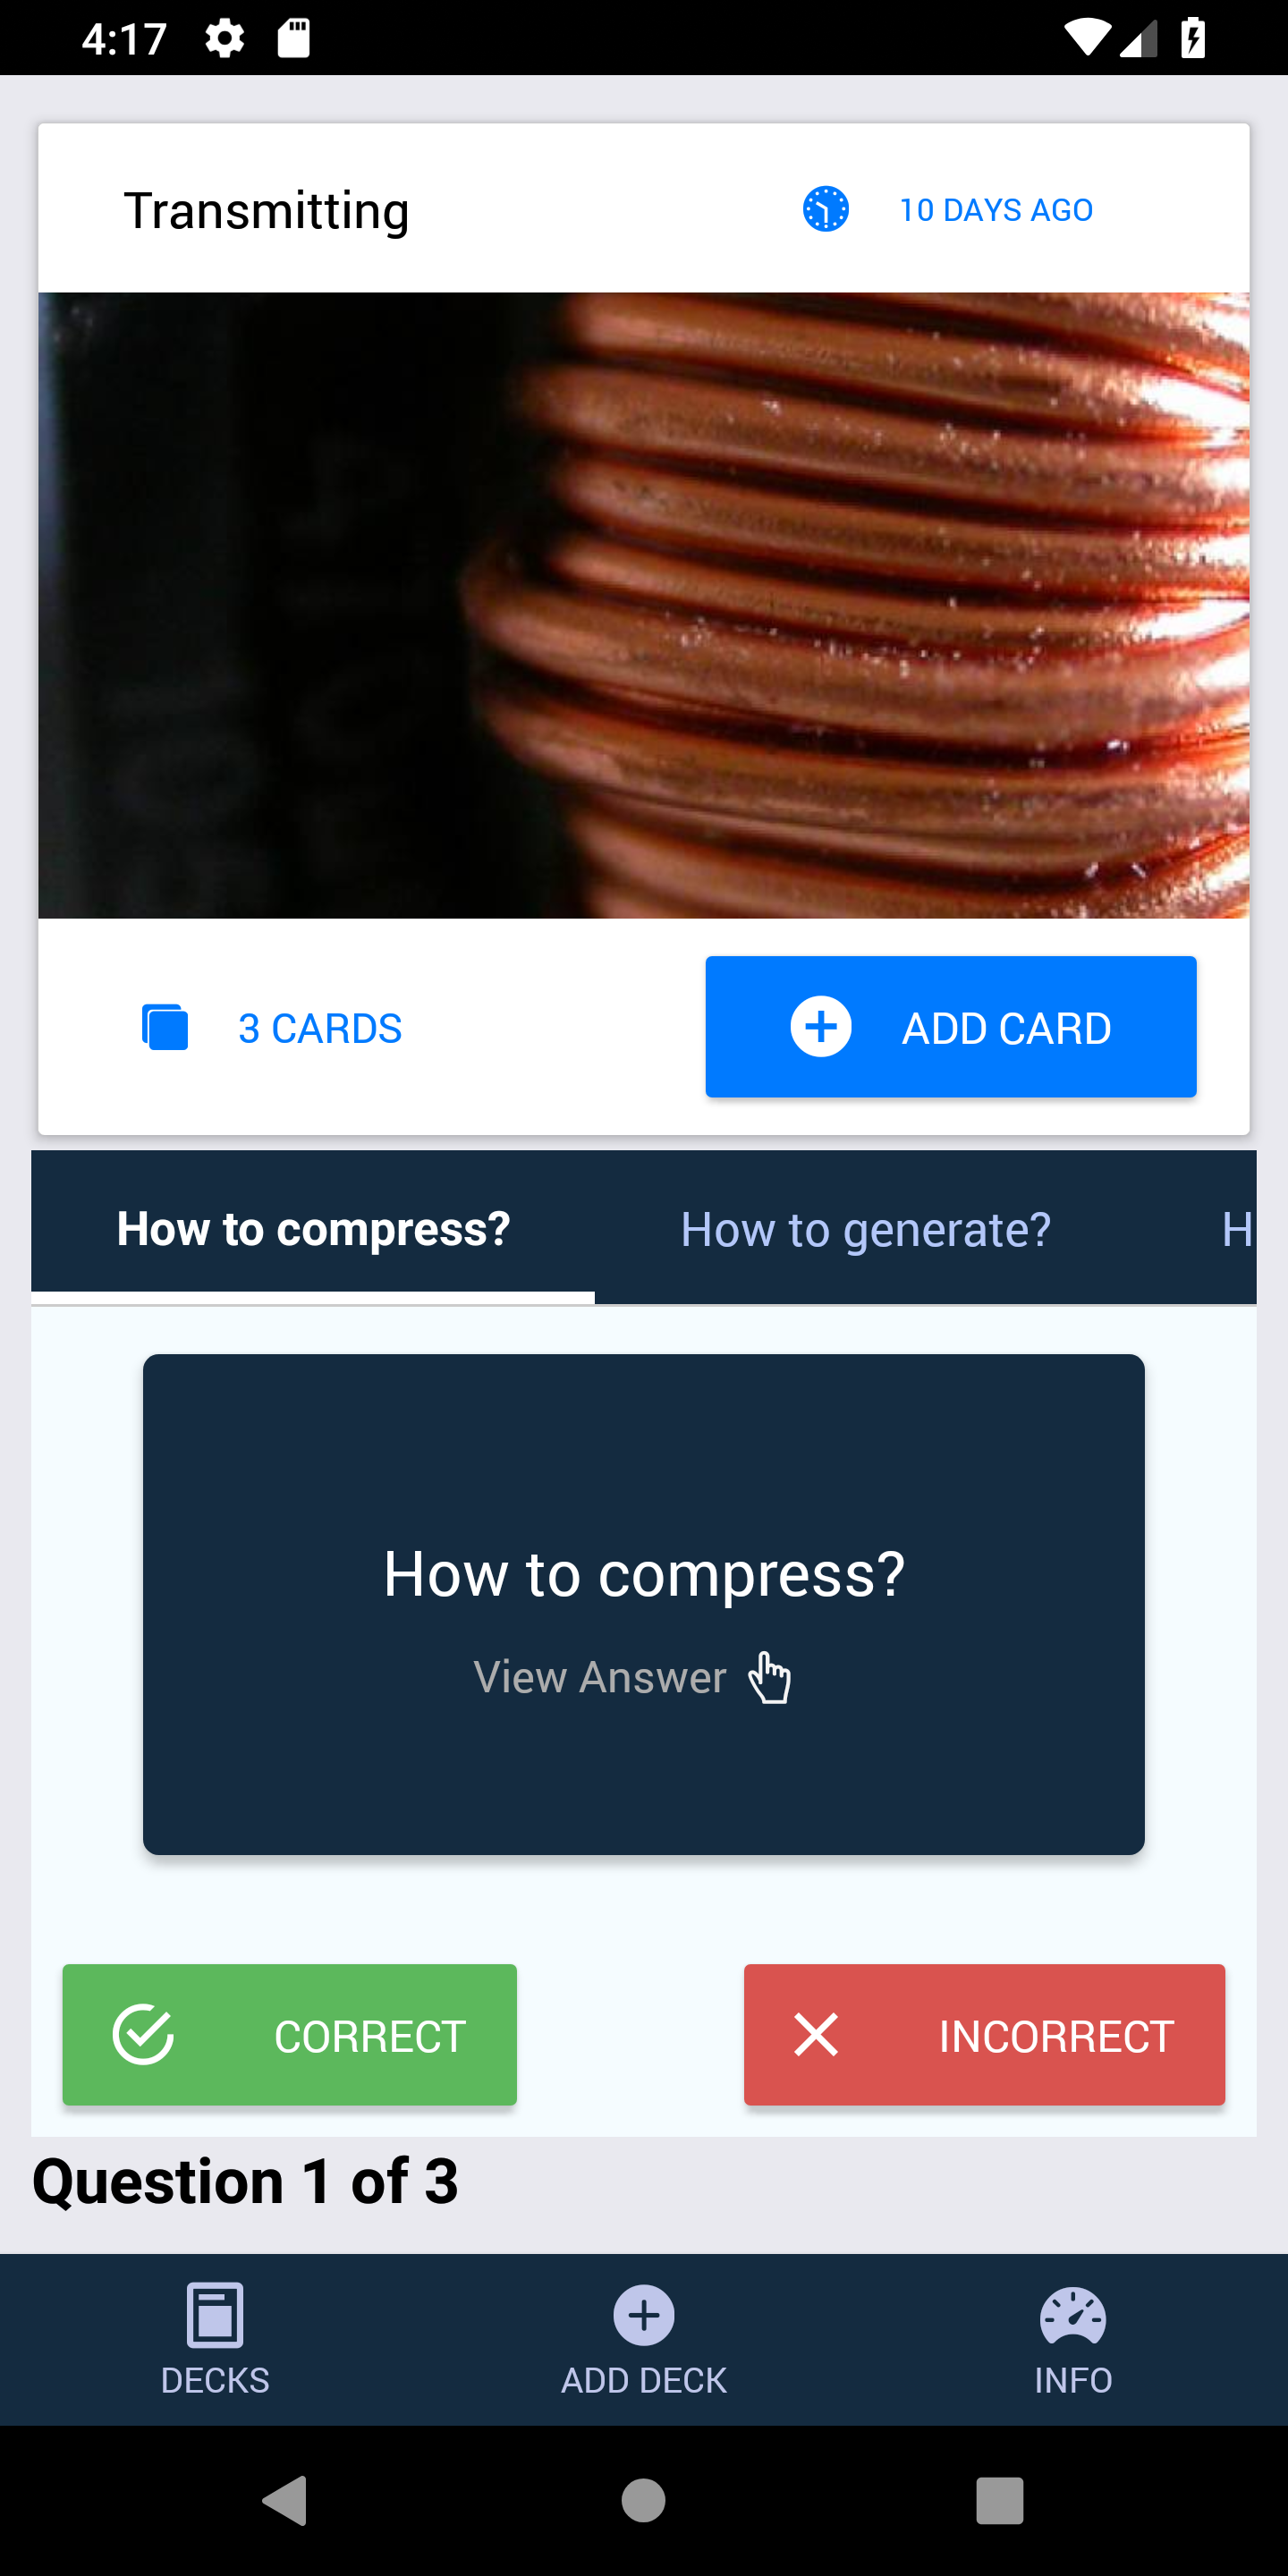 4:17
Transmitting
10 DAYS AGO
3 CARDS
ADD CARD
How to compress?
How to generate?
H
How to compress?
View Answer
CORRECT
INCORRECT
Question 1 of 3
DECKS
ADD DECK
INFO